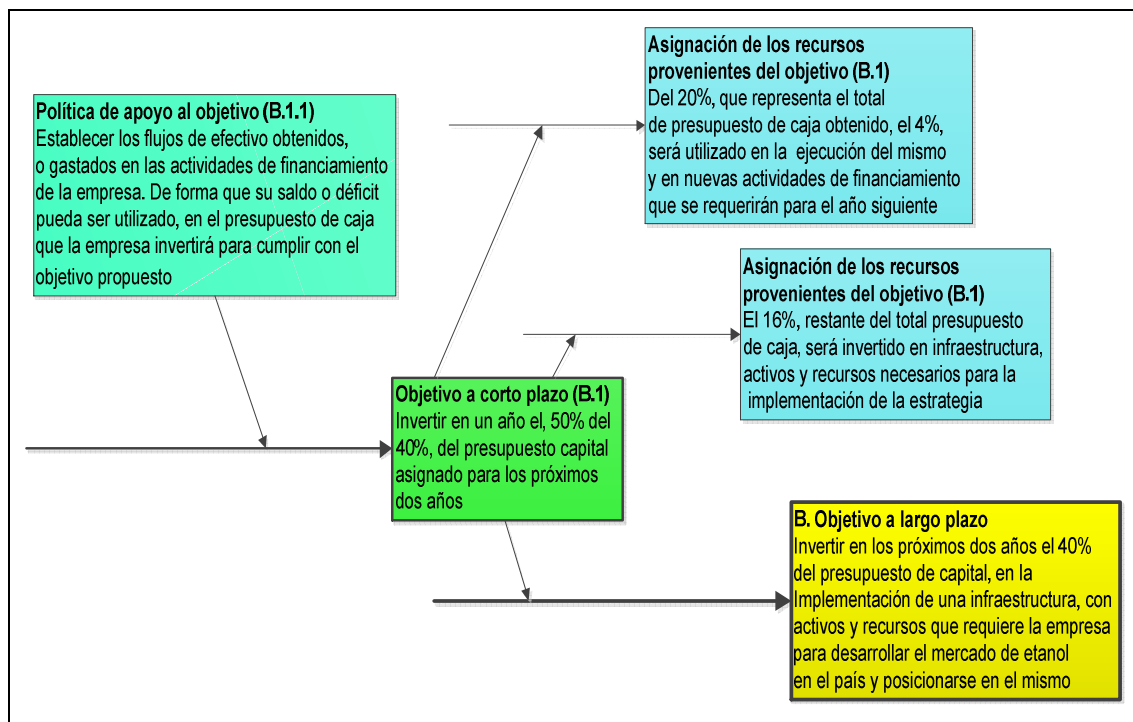 Asignación de los recursos
provenientes del objetivo (B.1)
Del 20%, que representa el total
de presupuesto de caja obtenido, el 4%,
será utilizado en la ejecución del mismo
y en nuevas actividades de financiamiento
que se requerirán para el año siguiente
Política de apoyo al objetivo (B.1.1)
Establecer los flujos de efectivo obtenidos,
o gastados en las actividades de financiamiento
de la empresa. De forma que su saldo o déficit
pueda ser utilizado, en el presupuesto de caja
que la empresa invertirá para cumplir con el
objetivo propuesto
Asignación de los recursos
provenientes del objetivo (B.1)
El 16%, restante del total presupuesto
de caja, será invertido en infraestructura,
activos y recursos necesarios para la
implementación de la estrategia
Objetivo a corto plazo (B.1)
Invertir en un año el, 50% del
40%, del presupuesto capital
asignado para los próximos
dos años
B. Objetivo a largo plazo
Invertir en los próximos dos años el 40%
del presupuesto de capital, en la
Implementación de una infraestructura, con
activos y recursos que requiere la empresa
para desarrollar el mercado de etanol
en el país y posicionarse en el mismo